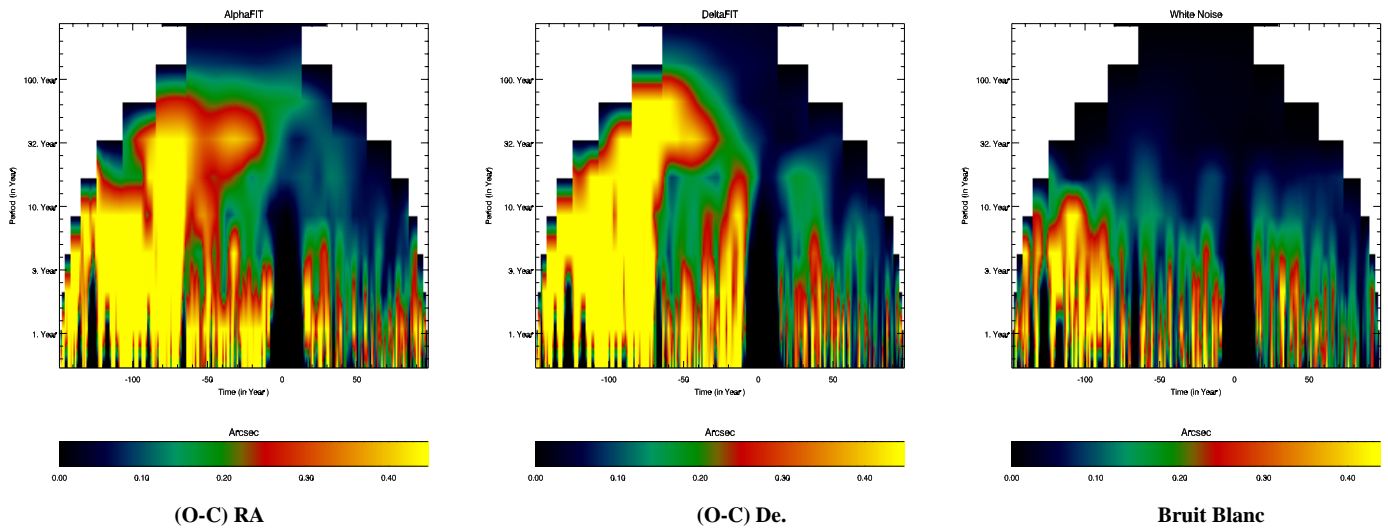 AlphaFIT
100. Year
32. Year
10. Year
3. Year
1. Year
Period (in Year)
-100 -50 0 50
Time (in Year)
Arcsec
0.00 0.10 0.20 0.30 0.40
(O-C) RA
DeltaFIT
100. Year
32. Year
10. Year
3. Year
1. Year
Period (in Year)
-100 -50 0 50
Time (in Year)
Arcsec
0.00 0.10 0.20 0.30 0.40
(O-C) De.
White Noise
100. Year
32. Year
10. Year
3. Year
1. Year
Period (in Year)
-100 -50 0 50
Time (in Year)
Arcsec
0.00 0.10 0.20 0.30 0.40
Bruit Blanc